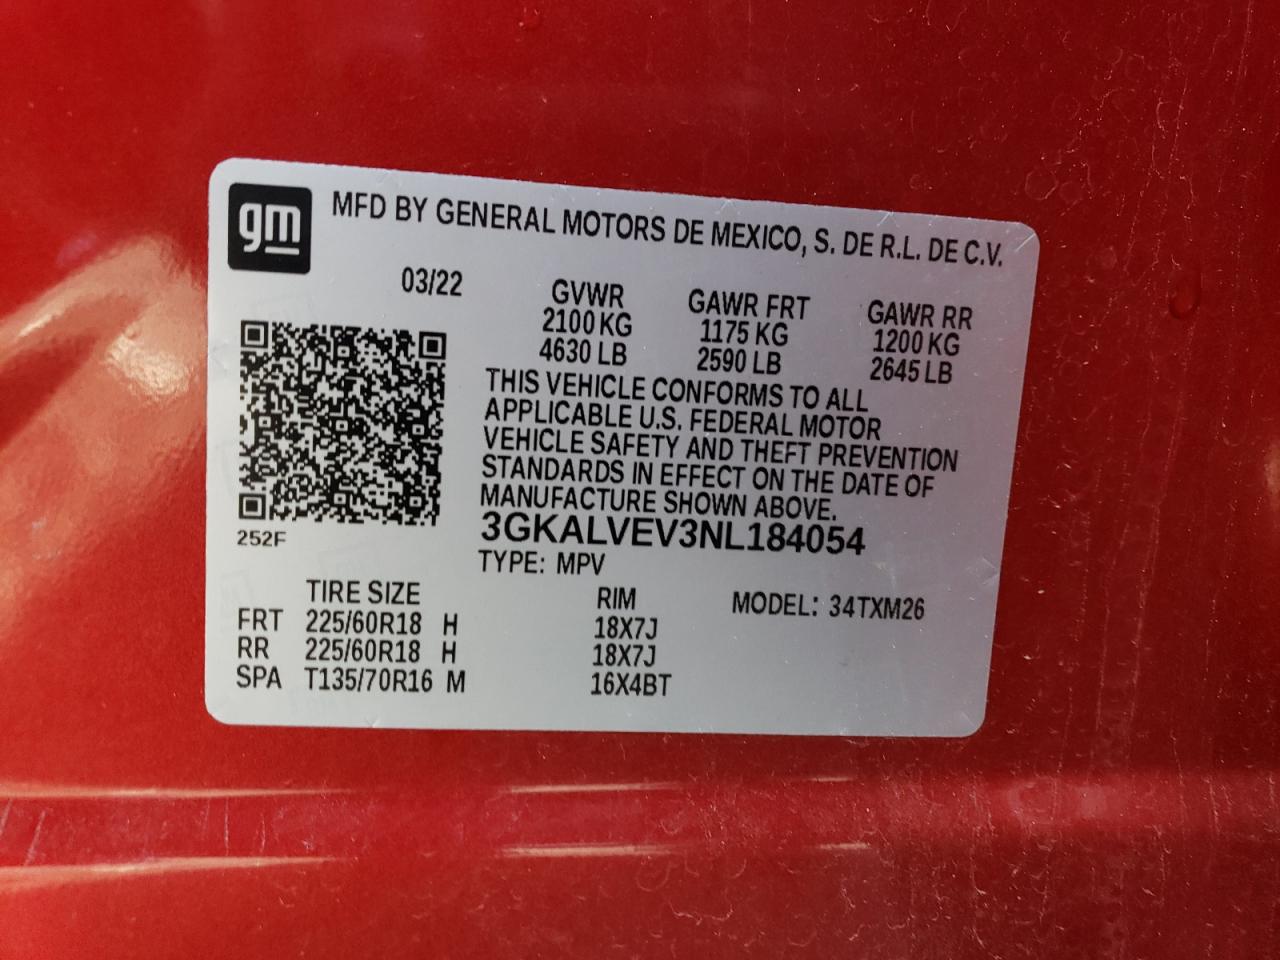 gm MFD BY GENERAL MOTORS DE MEXICO, S. DE R.L. DE C.V.
03/22 GVWR GAWR FRT GAWR RR
2100 KG 1175 KG 1200 KG
4630 LB 2590 LB 2645 LB
THIS VEHICLE CONFORMS TO ALL
APPLICABLE U.S. FEDERAL MOTOR
VEHICLE SAFETY AND THEFT PREVENTION
STANDARDS IN EFFECT ON THE DATE OF
MANUFACTURE SHOWN ABOVE.
252F 3GKALVEV3NL184054
TYPE: MPV
TIRE SIZE RIM MODEL: 34TXM26
FRT 225/60R18 H 18X7J
RR 225/60R18 H 18X7J
SPA T135/70R16 M 16X4BT